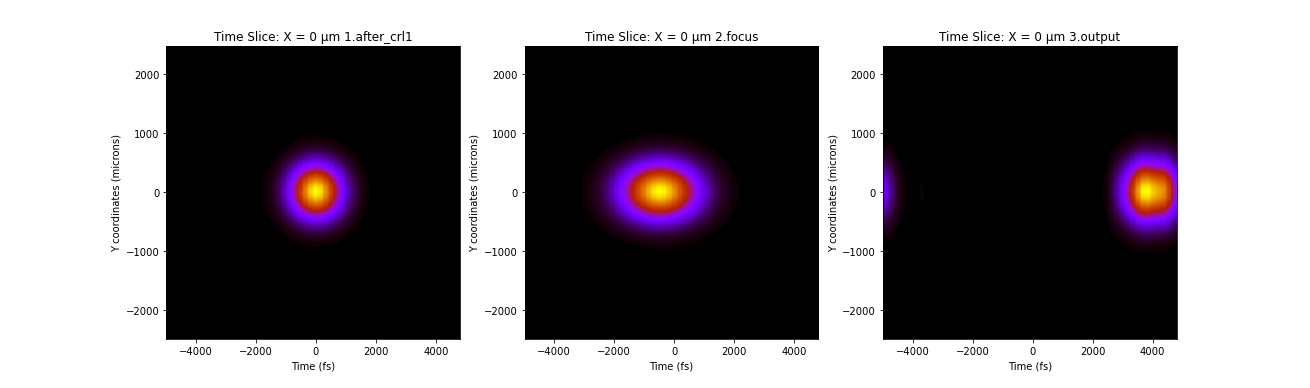 Time Slice: X = 0 μm 1.after_crl1
Y coordinates (microns)
2000
1000
0
−1000
−2000
−4000 −2000 0 2000 4000
Time (fs)
Time Slice: X = 0 μm 2.focus
Y coordinates (microns)
2000
1000
0
−1000
−2000
−4000 −2000 0 2000 4000
Time (fs)
Time Slice: X = 0 μm 3.output
Y coordinates (microns)
2000
1000
0
−1000
−2000
−4000 −2000 0 2000 4000
Time (fs)